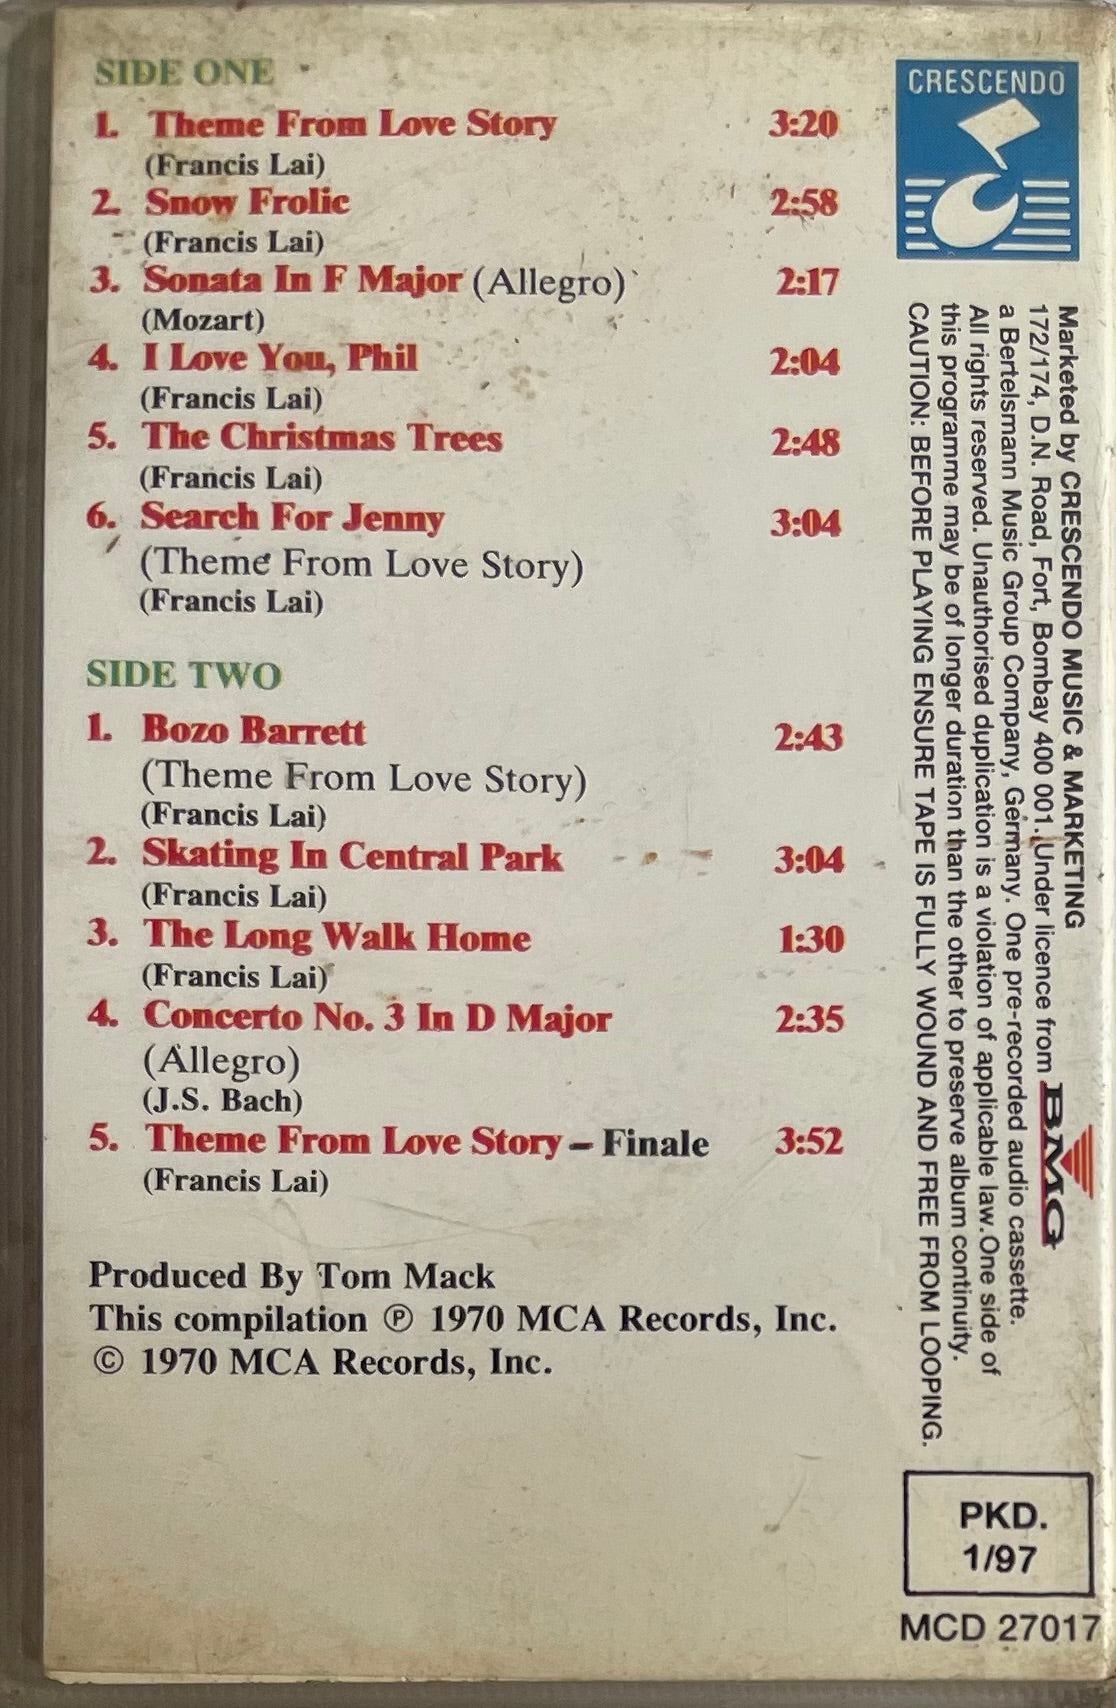 SIDE ONE
1. Theme From Love Story 3:20
(Francis Lai)
2. Snow Frolic 2:58
(Francis Lai)
3. Sonata In F Major (Allegro) 2:17
(Mozart)
4. I Love You, Phil 2:04
(Francis Lai)
5. The Christmas Trees 2:48
(Francis Lai)
6. Search For Jenny 3:04
(Theme From Love Story)
(Francis Lai)
SIDE TWO
1. Bozo Barrett 2:43
(Theme From Love Story)
(Francis Lai)
2. Skating In Central Park 3:04
(Francis Lai)
3. The Long Walk Home 1:30
(Francis Lai)
4. Concerto No. 3 In D Major 2:35
(Allegro)
(J.S. Bach)
5. Theme From Love Story – Finale 3:52
(Francis Lai)
Produced By Tom Mack
This compilation ℗ 1970 MCA Records, Inc.
© 1970 MCA Records, Inc.
CRESCENDO
Marketed by CRESCENDO MUSIC & MARKETING
172/174, D.N. Road, Fort, Bombay 400 001. Under licence from BMG
a Bertelsmann Music Group Company, Germany. One pre-recorded audio cassette.
All rights reserved. Unauthorised duplication is a violation of applicable law. One side of
this programme may be of longer duration than the other to preserve album continuity.
CAUTION: BEFORE PLAYING ENSURE TAPE IS FULLY WOUND AND FREE FROM LOOPING.
PKD.
1/97
MCD 27017